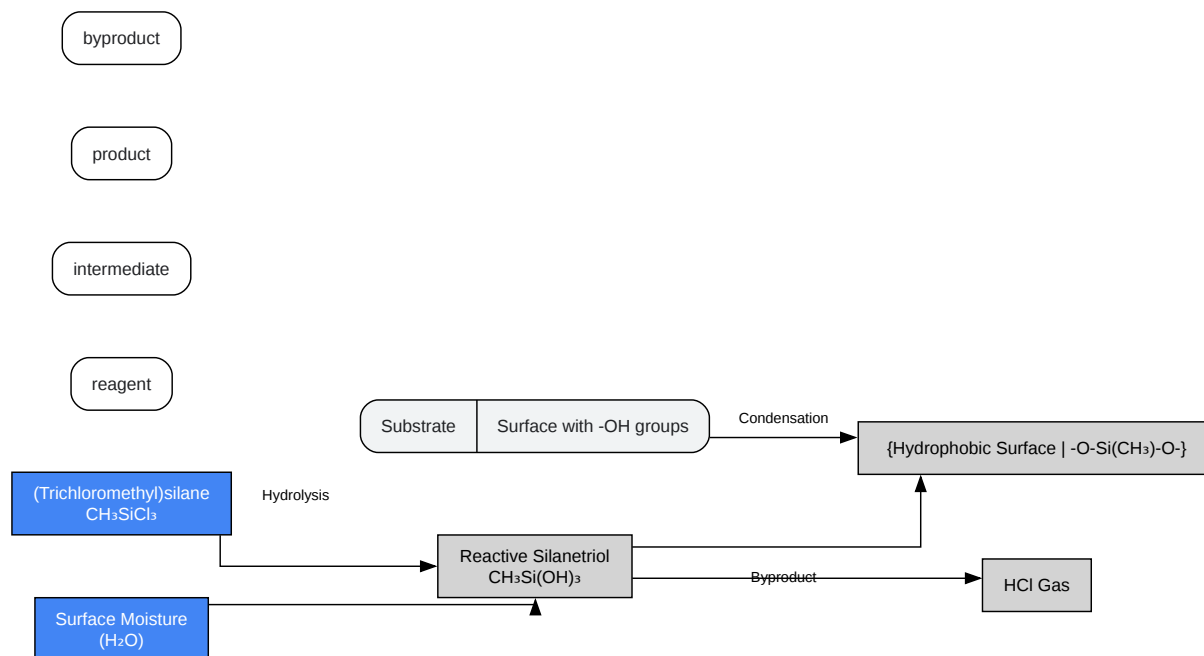 byproduct
product
intermediate
reagent
Substrate
Surface with -OH groups
Condensation
{Hydrophobic Surface | -O-Si(CH₃)-O-}
(Trichloromethyl)silane
CH₃SiCl₃
Hydrolysis
Reactive Silanetriol
CH₃Si(OH)₃
Byproduct
HCl Gas
Surface Moisture
(H₂O)